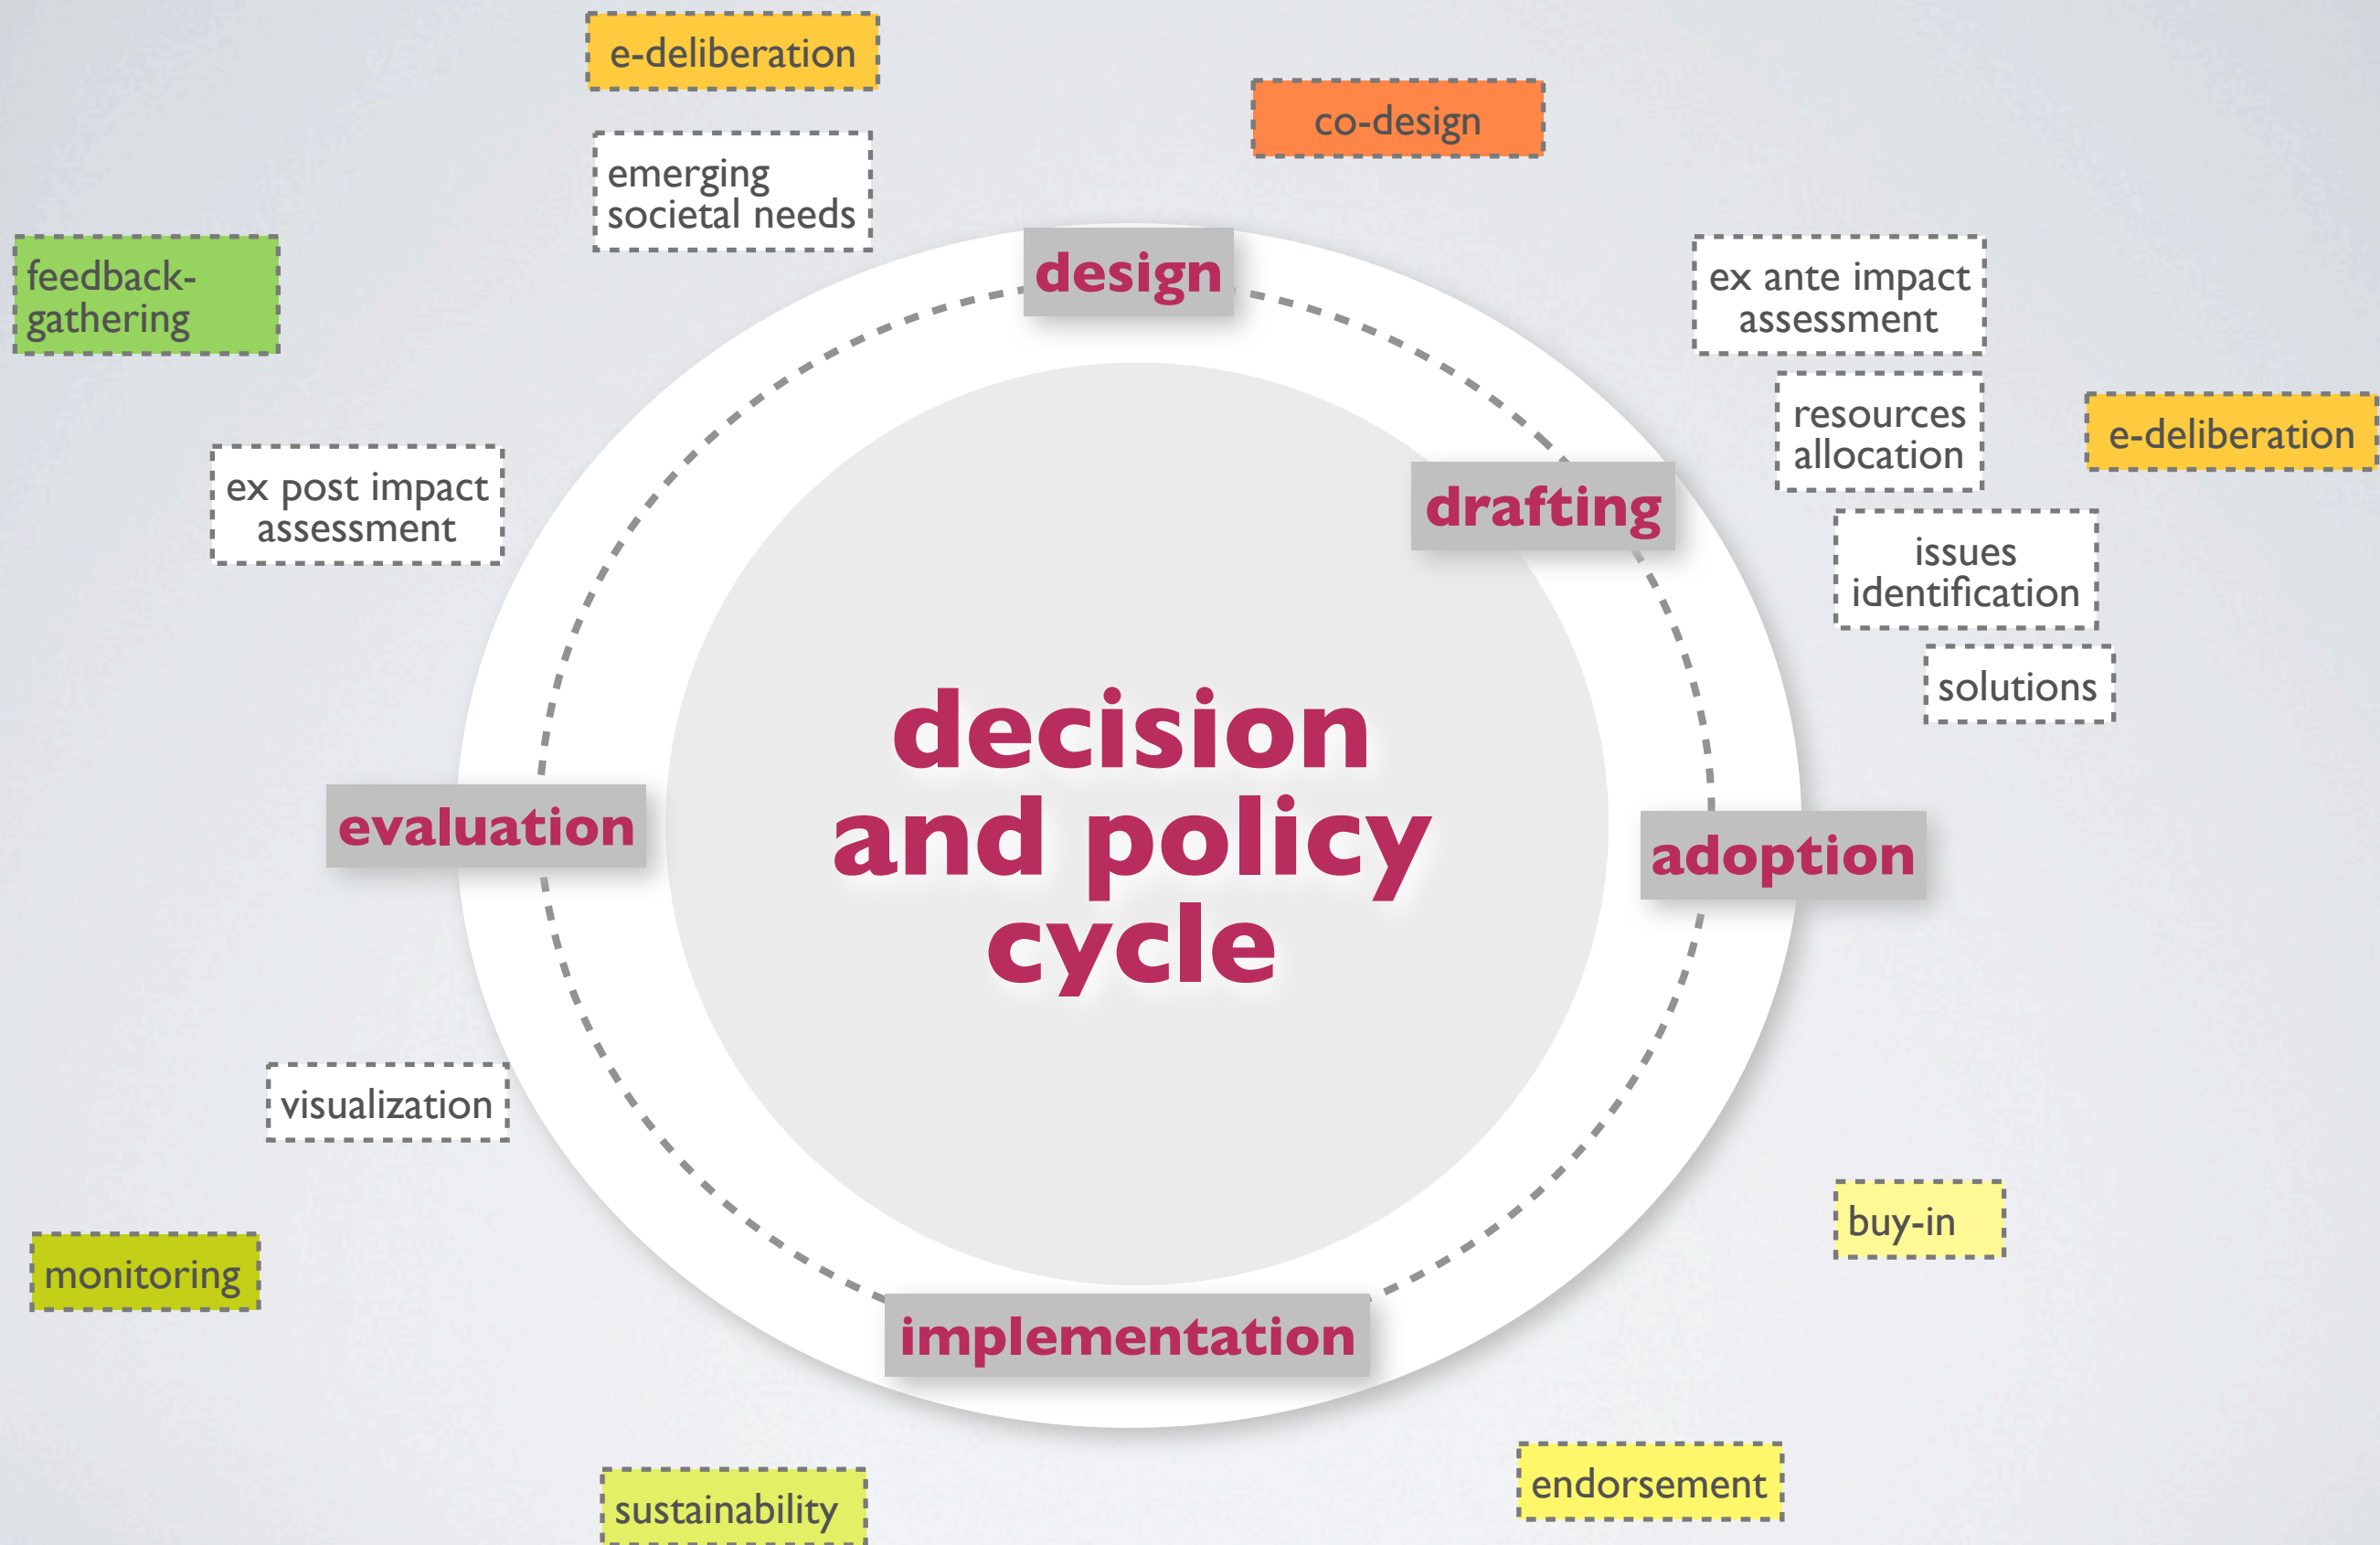 e-deliberation
co-design
emerging
societal needs
feedback-
gathering
design
ex ante impact
assessment
resources
allocation
e-deliberation
ex post impact
assessment
drafting
issues
identification
solutions
decision
and policy
cycle
evaluation
adoption
visualization
buy-in
monitoring
implementation
endorsement
sustainability